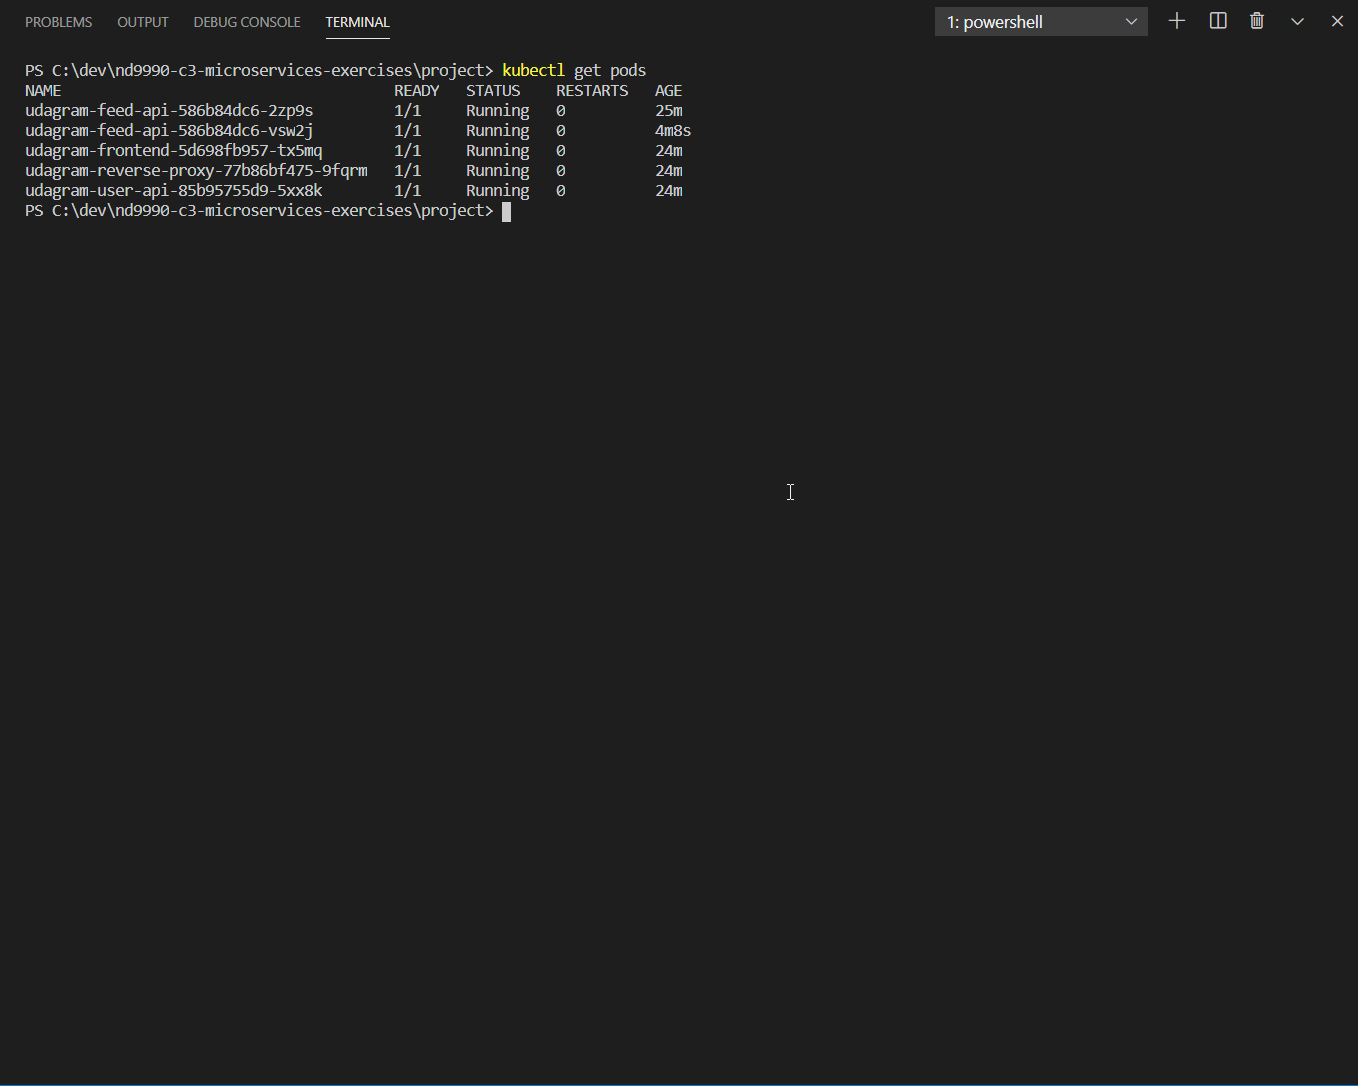 PROBLEMS OUTPUT DEBUG CONSOLE TERMINAL 1: powershell
PS C:\dev\nd9990-c3-microservices-exercises\project> kubectl get pods
NAME READY STATUS RESTARTS AGE
udagram-feed-api-586b84dc6-2zp9s 1/1 Running 0 25m
udagram-feed-api-586b84dc6-vsw2j 1/1 Running 0 4m8s
udagram-frontend-5d698fb957-tx5mq 1/1 Running 0 24m
udagram-reverse-proxy-77b86bf475-9fqrm 1/1 Running 0 24m
udagram-user-api-85b95755d9-5xx8k 1/1 Running 0 24m
PS C:\dev\nd9990-c3-microservices-exercises\project>